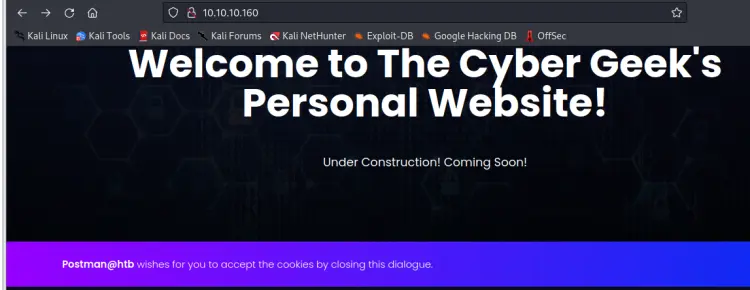 10.10.10.160
Kali Linux Kali Tools Kali Docs Kali Forums Kali NetHunter Exploit-DB Google Hacking DB OffSec
Welcome to The Cyber Geek's
Personal Website!
Under Construction! Coming Soon!
Postman@htb wishes for you to accept the cookies by closing this dialogue.